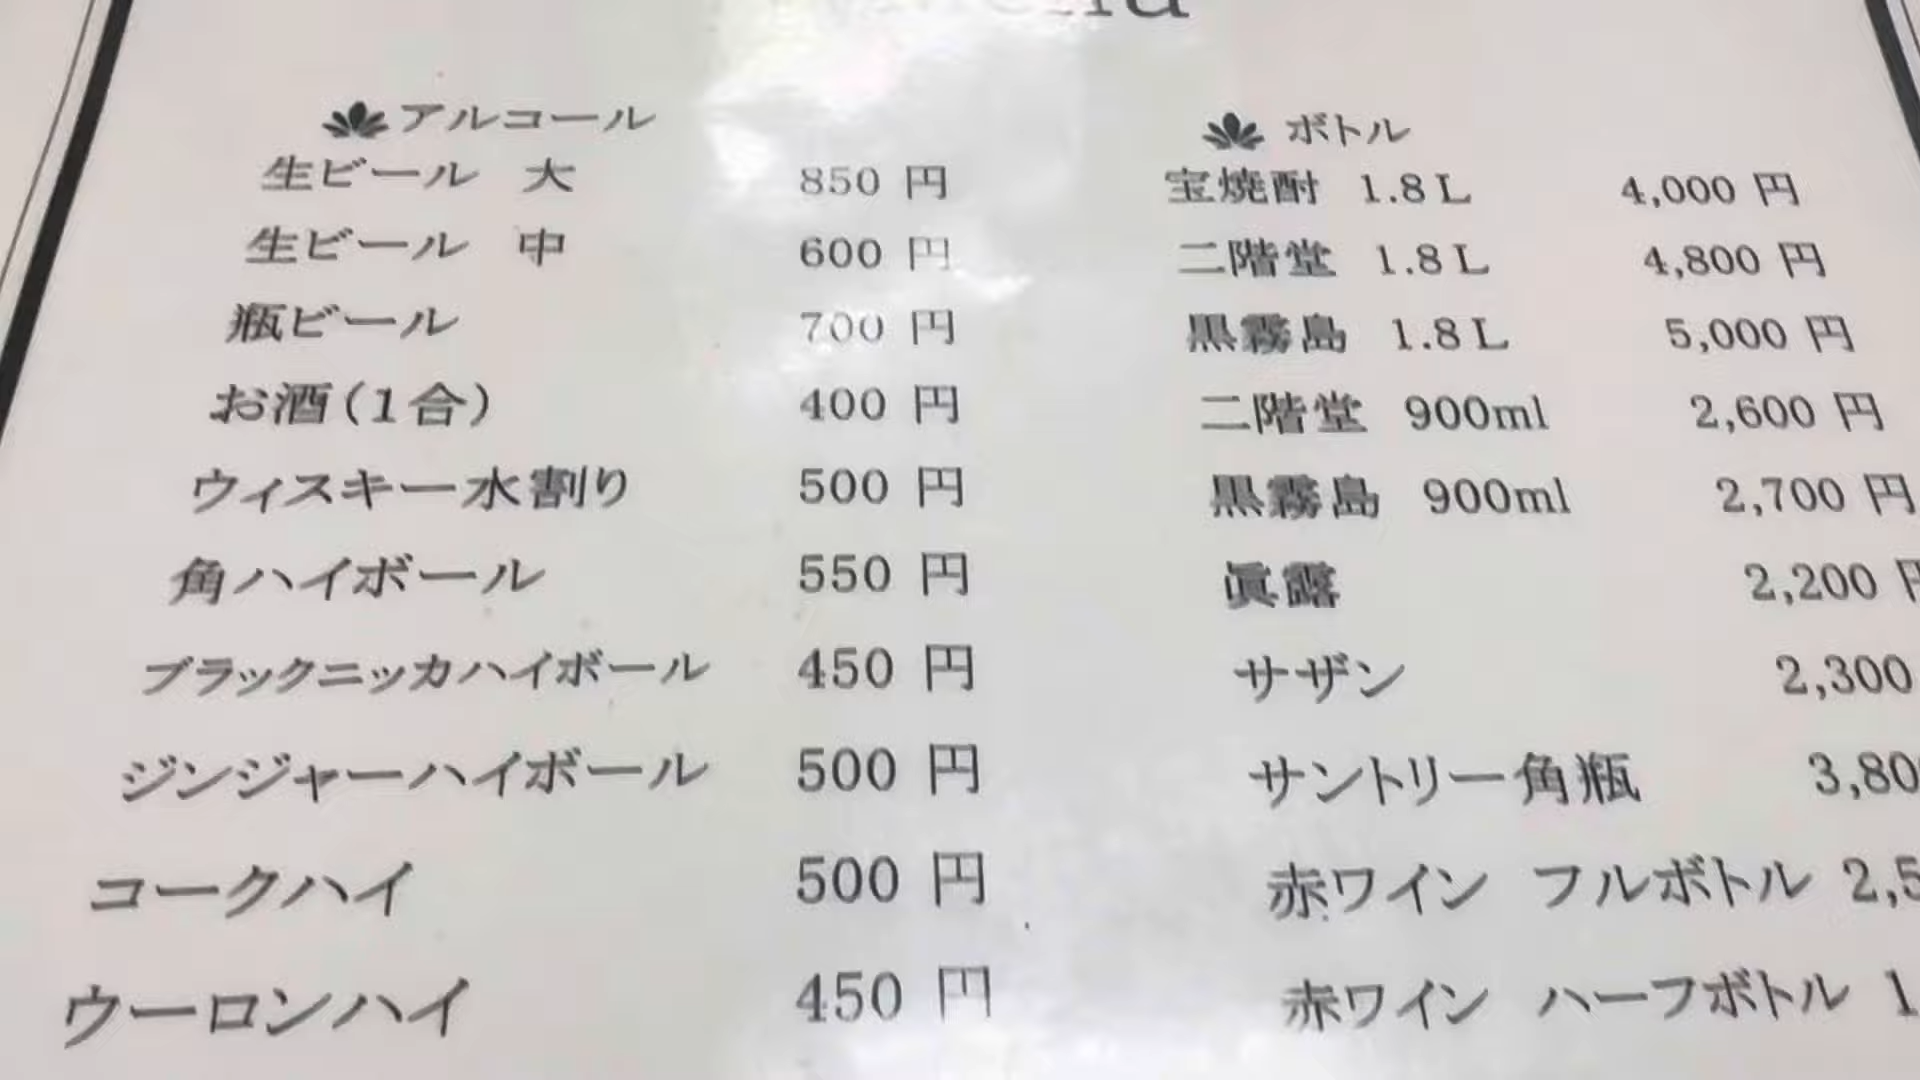 アルコール
生ビール 大 850 円
生ビール 中 600 円
瓶ビール 700 円
お酒(1合) 400 円
ウィスキー水割り 500 円
角ハイボール 550 円
ブラックニッカハイボール 450 円
ジンジャーハイボール 500 円
コークハイ 500 円
ウーロンハイ 450 円
ボトル
宝焼酎 1.8L 4,000 円
二階堂 1.8L 4,800 円
黒霧島 1.8L 5,000 円
二階堂 900ml 2,600 円
黒霧島 900ml 2,700 円
眞露 2,200 円
サザン 2,300
サントリー角瓶 3,80
赤ワイン フルボトル 2,5
赤ワイン ハーフボトル 1